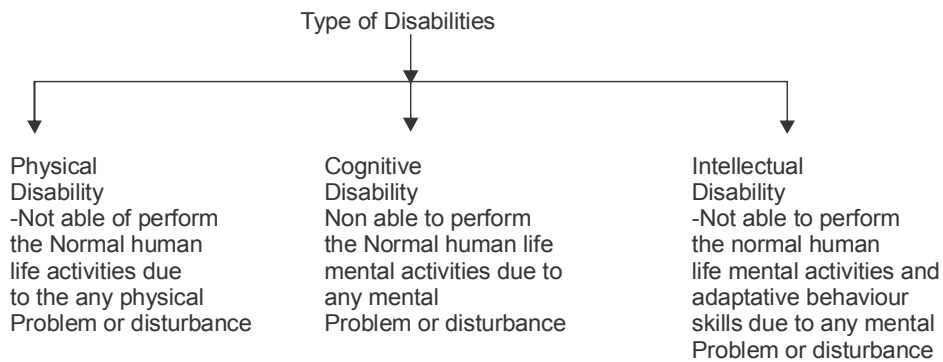 Type of Disabilities
Physical
Disability
-Not able of perform
the Normal human
life activities due
to the any physical
Problem or disturbance
Cognitive
Disability
Non able to perform
the Normal human life
mental activities due to
any mental
Problem or disturbance
Intellectual
Disability
-Not able to perform
the normal human
life mental activities and
adaptative behaviour
skills due to any mental
Problem or disturbance